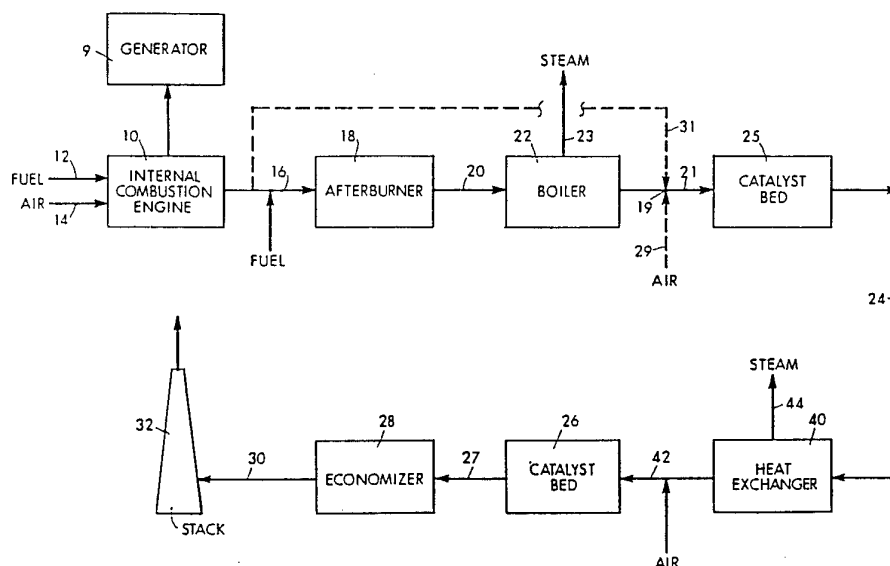 9
GENERATOR
STEAM
10
12
18
22
23
31
25
FUEL
INTERNAL
COMBUSTION
ENGINE
16
AFTERBURNER
20
BOILER
19
21
CATALYST
BED
AIR
14
FUEL
29
AIR
24
STEAM
44
32
28
26
40
30
ECONOMIZER
27
CATALYST
BED
42
HEAT
EXCHANGER
STACK
AIR